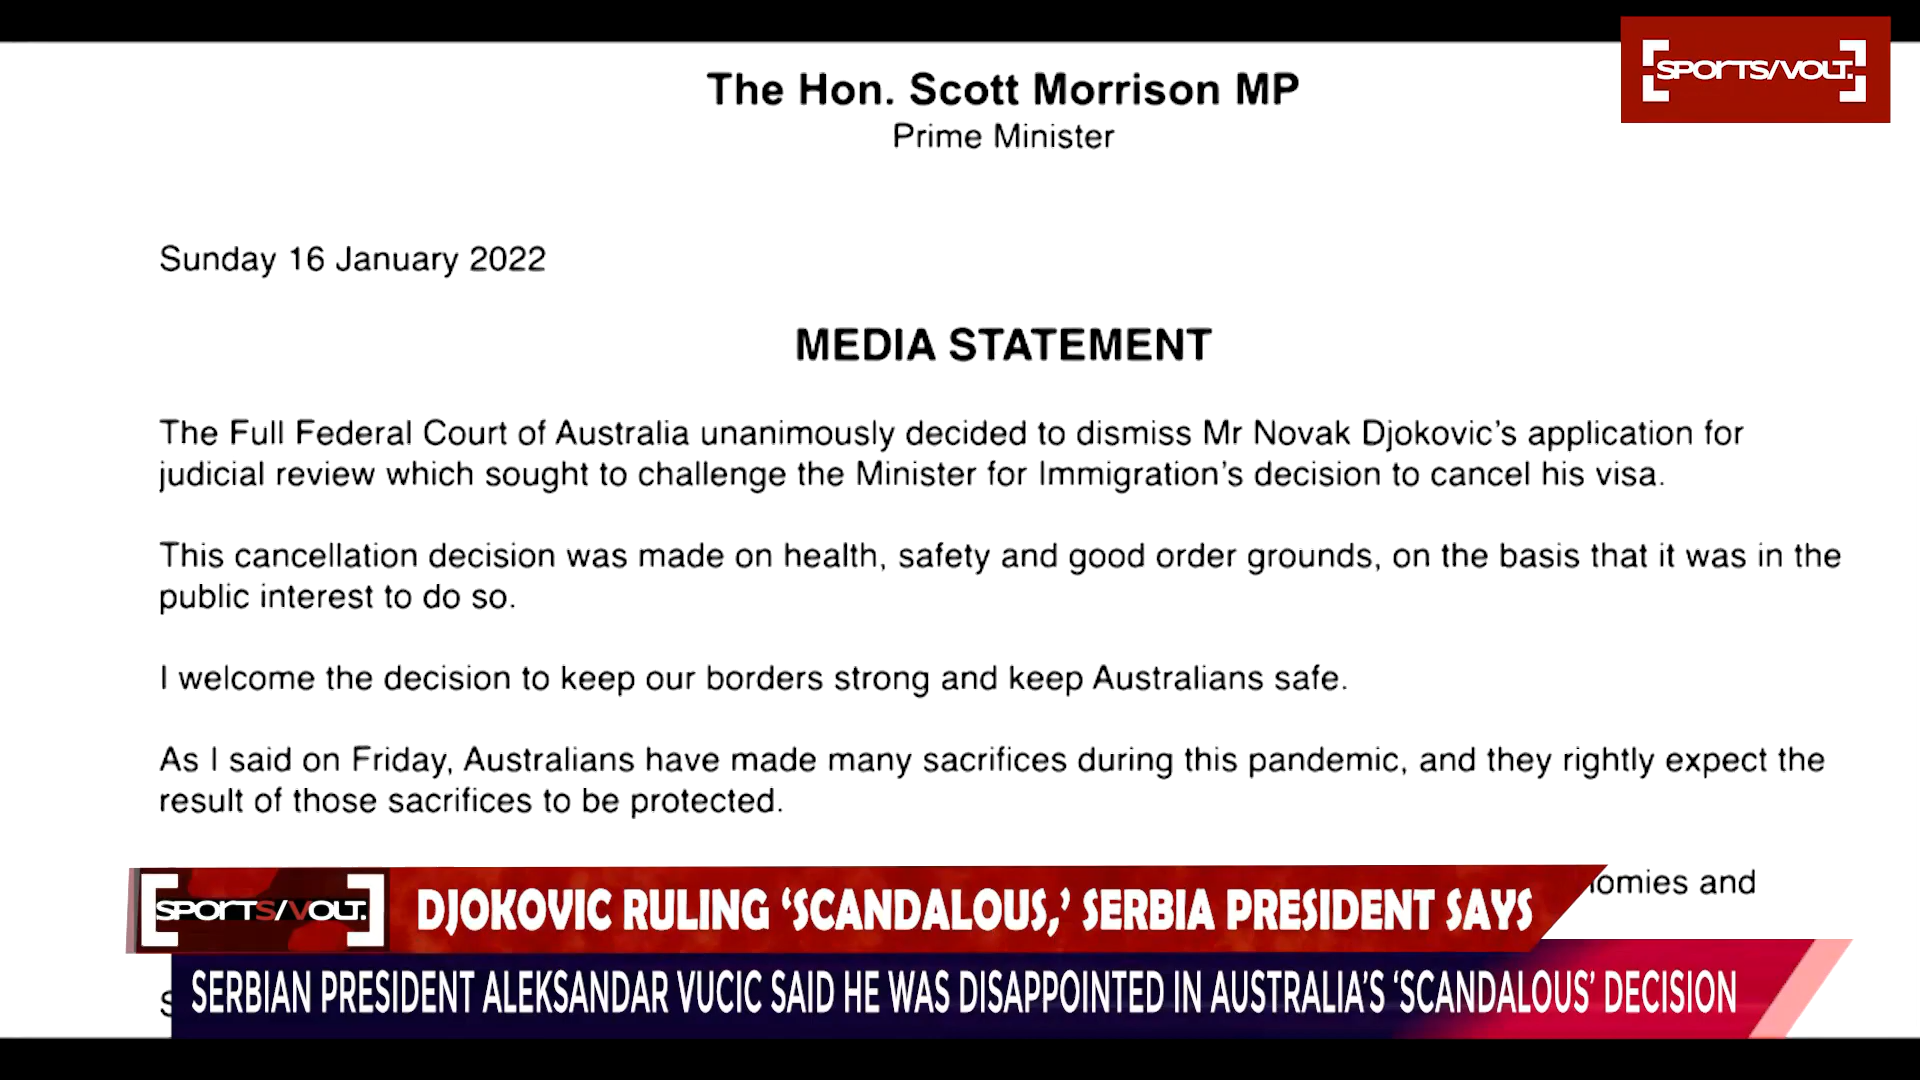 SPORTS/VOLT.
The Hon. Scott Morrison MP
Prime Minister
Sunday 16 January 2022
MEDIA STATEMENT
The Full Federal Court of Australia unanimously decided to dismiss Mr Novak Djokovic's application for
judicial review which sought to challenge the Minister for Immigration's decision to cancel his visa.
This cancellation decision was made on health, safety and good order grounds, on the basis that it was in the
public interest to do so.
I welcome the decision to keep our borders strong and keep Australians safe.
As I said on Friday, Australians have made many sacrifices during this pandemic, and they rightly expect the
result of those sacrifices to be protected.
and
SPORTS/VOLT.
DJOKOVIC RULING ‘SCANDALOUS,’ SERBIA PRESIDENT SAYS
SERBIAN PRESIDENT ALEKSANDAR VUCIC SAID HE WAS DISAPPOINTED IN AUSTRALIA’S ‘SCANDALOUS’ DECISION